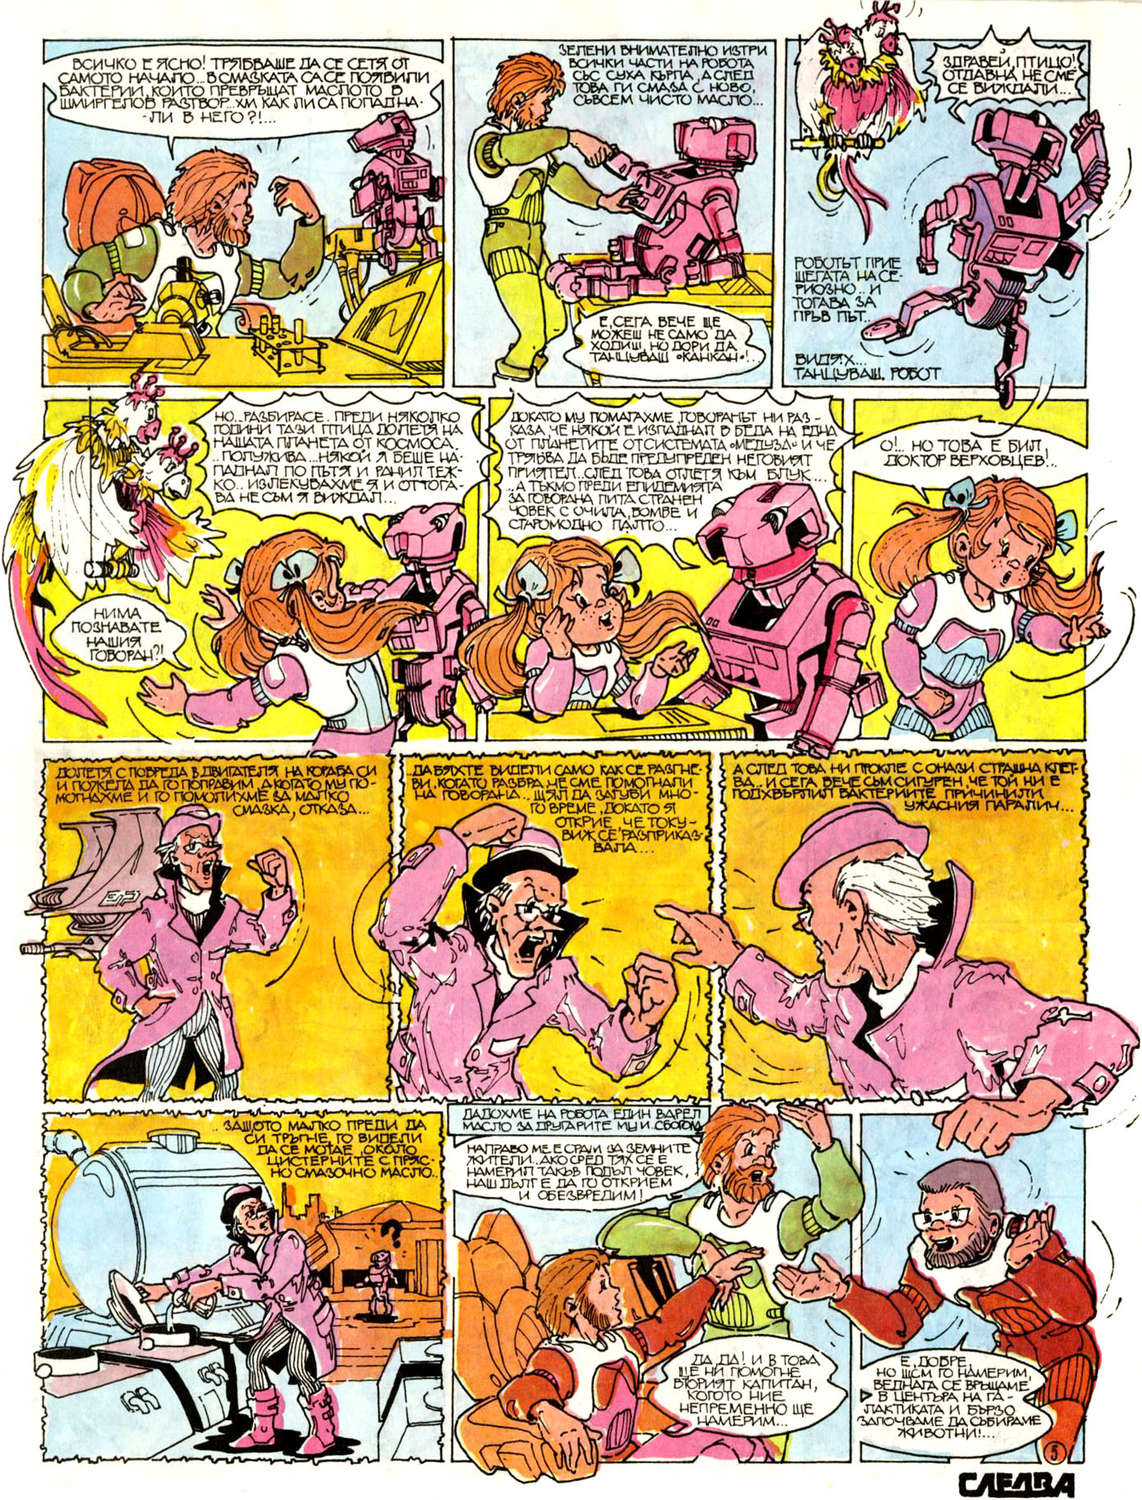 ВСИЧКО Е ЯСНО! ТРЯБВАШЕ ДА СЕ СЕТЯ ОТ
САМОТО НАЧАЛО... В СМАЗКАТА СА СЕ ПОЯВИЛИ
БАКТЕРИИ, КОИТО ПРЕВРЪЩАТ МАСЛОТО В
ШМИРГЕЛОВ РАЗТВОР...ХМ КАК ЛИ СА ПОПАДНА-
ЛИ В НЕГО?!...
ЗЕЛЕНИ ВНИМАТЕЛНО ИЗТРИ
ВСИЧКИ ЧАСТИ НА РОБОТА
СЪС СУХА КЪРПА, А СЛЕД
ТОВА ГИ СМАЗА С НОВО,
СЪВСЕМ ЧИСТО МАСЛО...
Е, СЕГА ВЕЧЕ ЩЕ
МОЖЕШ НЕ САМО ДА
ХОДИШ, НО ДОРИ ДА
ТАНЦУВАШ «КАНКАН»!..
ЗДРАВЕЙ, ПТИЦО!
ОТДАВНА НЕ СМЕ
СЕ ВИЖДАЛИ...
РОБОТЪТ ПРИЕ
ШЕГАТА НА СЕ-
РИОЗНО.. И
ТОГАВА ЗА
ПРЪВ ПЪТ..
ВИДЯХ...
ТАНЦУВАЩ РОБОТ
НО.. РАЗБИРА СЕ.. ПРЕДИ НЯКОЛКО
ГОДИНИ ТАЗИ ПТИЦА ДОЛЕТЯ НА
НАШАТА ПЛАНЕТА ОТ КОСМОСА..
..ПОЛУЖИВА...НЯКОЙ Я БЕШЕ НА-
ПАДНАЛ ПО ПЪТЯ И РАНИЛ ТЕЖ-
КО.. ИЗЛЕКУВАХМЕ Я И ОТТОГА-
ВА НЕ СЪМ Я ВИЖДАЛ...
НИМА
ПОЗНАВАТЕ
НАШИЯ
ГОВОРАН?!
ДОКАТО МУ ПОМАГАХМЕ, ГОВОРАНЪТ НИ РАЗ-
КАЗА, ЧЕ НЯКОЙ Е ИЗПАДНАЛ В БЕДА НА ЕДНА
ОТ ПЛАНЕТИТЕ ОТ СИСТЕМАТА «МЕДУЗА» И ЧЕ
ТРЯБВА ДА БЪДЕ ПРЕДУПРЕДЕН НЕГОВИЯТ
ПРИЯТЕЛ...СЛЕД ТОВА ОТЛЕТЯ КЪМ БЛУК...
...А ТЪКМО ПРЕДИ ЕПИДЕМИЯТА
ЗА ГОВОРАНА ПИТА СТРАНЕН
ЧОВЕК С ОЧИЛА, БОМБЕ И
СТАРОМОДНО ПАЛТО...
О!.. НО ТОВА Е БИЛ
ДОКТОР ВЕРХОВЦЕВ!..
ДОЛЕТЯ С ПОВРЕДА В ДВИГАТЕЛЯ НА КОРАБА СИ
И ПОЖЕЛА ДА ГО ПОПРАВИМ, А КОГАТО МУ ПО-
МОГНАХМЕ И ГО ПОМОЛИХМЕ ЗА МАЛКО
СМАЗКА, ОТКАЗА...
ДА БЯХТЕ ВИДЕЛИ САМО КАК СЕ РАЗГНЕ-
ВИ, КОГАТО РАЗБРА, ЧЕ СМЕ ПОМОГНАЛИ
НА ГОВОРАНА... ЩЯЛ ДА ЗАГУБИ МНО-
ГО ВРЕМЕ, ДОКАТО Я
ОТКРИЕ, ЧЕ ТОКУ-
ВИЖ СЕ РАЗПРИКАЗ-
ВАЛА...
А СЛЕД ТОВА НИ ПРОКЛЕ С ОНАЗИ СТРАШНА КЛЕТ-
ВА.. И СЕГА ВЕЧЕ СЪМ СИГУРЕН, ЧЕ ТОЙ НИ Е
ПОДХВЪРЛИЛ БАКТЕРИИТЕ ПРИЧИНИЛИ
УЖАСНИЯ ПАРАЛИЧ...
.. ЗАЩОТО МАЛКО ПРЕДИ ДА
СИ ТРЪГНЕ, ГО ВИДЕЛИ
ДА СЕ МОТАЕ ОКОЛО
ЦИСТЕРНИТЕ С ПРЯС-
НО СМАЗОЧНО МАСЛО..
?
ДАДОХМЕ НА РОБОТА ЕДИН ВАРЕЛ
МАСЛО ЗА ДРУГАРИТЕ МУ И.. СБОГОМ
НАПРАВО МЕ Е СРАМ ЗА ЗЕМНИТЕ
ЖИТЕЛИ.. АКО СРЕД ТЯХ СЕ Е
НАМЕРИЛ ТАКЪВ ПОДЪЛ ЧОВЕК,
НАШ ДЪЛГ Е ДА ГО ОТКРИЕМ
И ОБЕЗВРЕДИМ!
ДА, ДА! И В ТОВА
ЩЕ НИ ПОМОГНЕ
ВТОРИЯТ КАПИТАН,
КОГОТО НИЕ
НЕПРЕМЕННО ЩЕ
НАМЕРИМ...
Е, ДОБРЕ
НО ЩОМ ГО НАМЕРИМ,
ВЕДНАГА СЕ ВРЪЩАМЕ
В ЦЕНТЪРА НА ГА-
ЛАКТИКАТА И БЪРЗО
ЗАПОЧВАМЕ ДА СЪБИРАМЕ
ЖИВОТНИ!...
5
СЛЕДВА